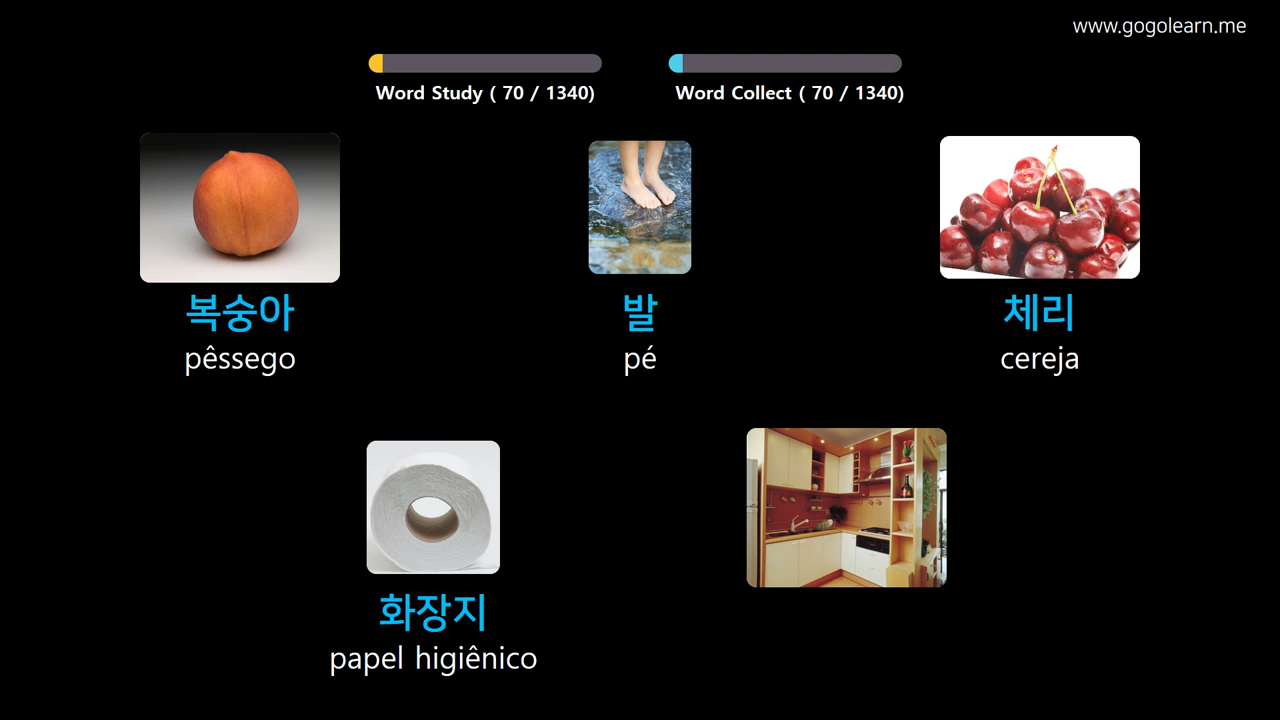 www.gogolearn.me
Word Study ( 70 / 1340)
Word Collect ( 70 / 1340)
복숭아
pêssego
발
pé
체리
cereja
화장지
papel higiênico